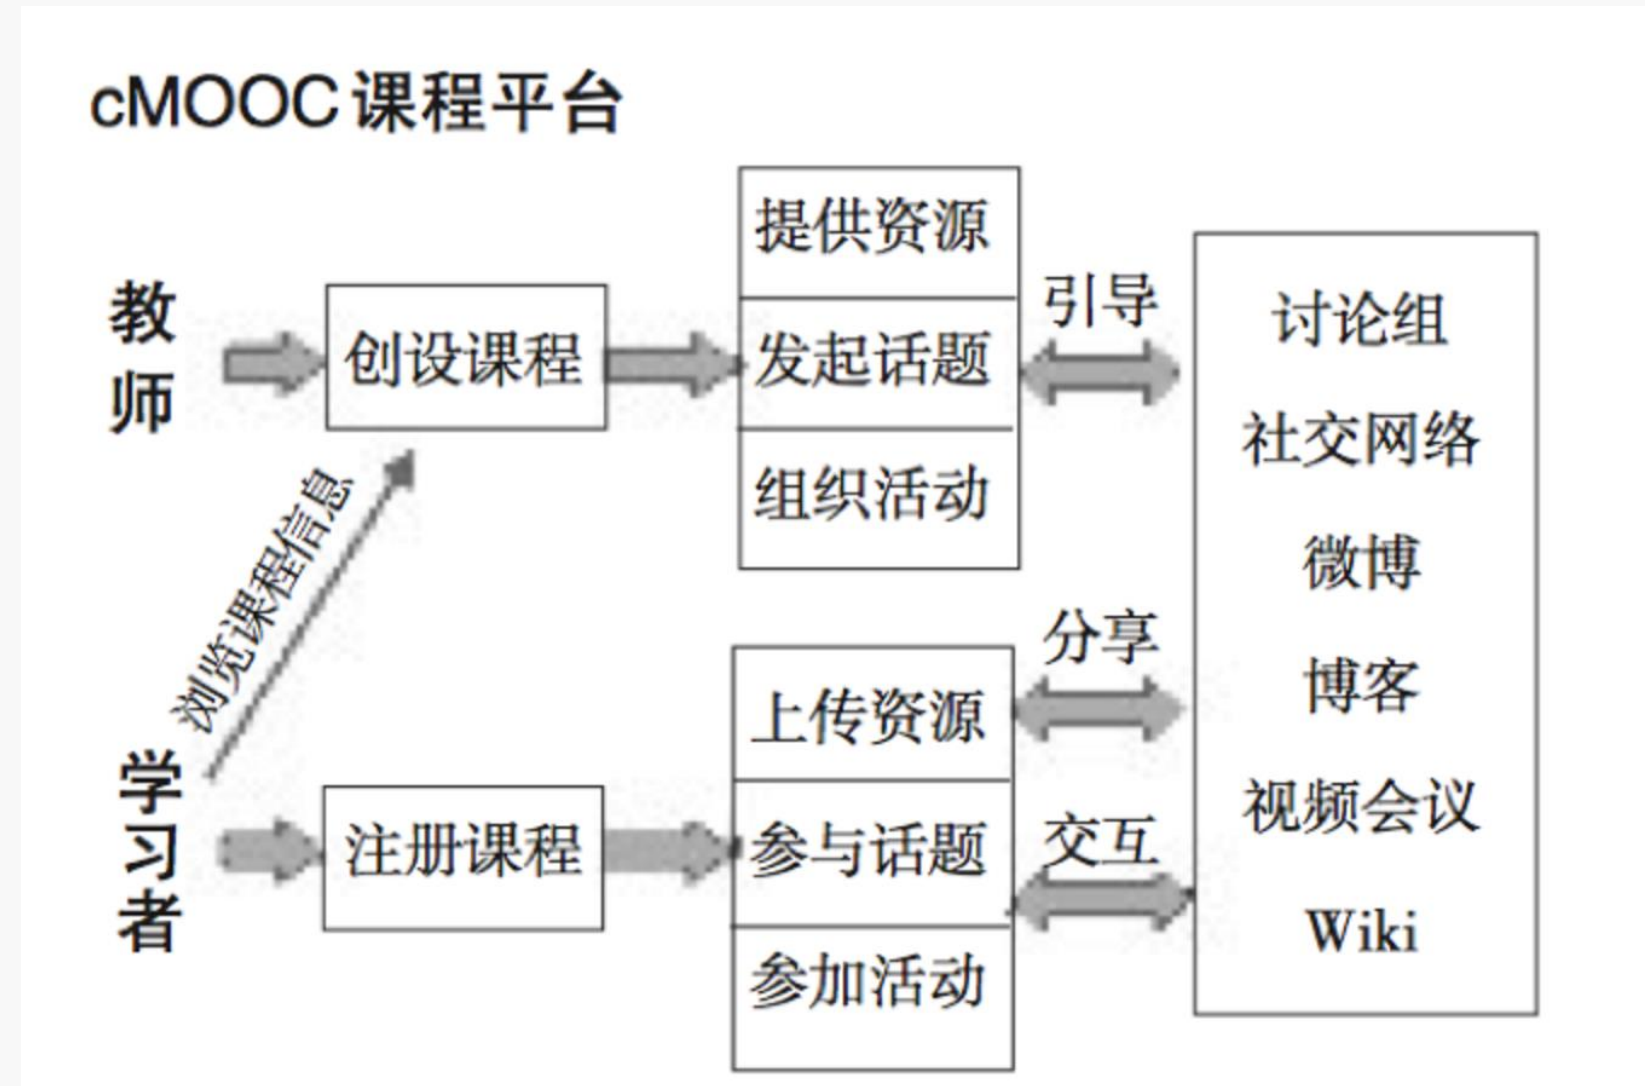 cMOOC课程平台
教师
创设课程
提供资源
发起话题
组织活动
引导
讨论组
社交网络
微博
博客
视频会议
Wiki
浏览课程信息
学习者
注册课程
上传资源
参与话题
参加活动
分享
交互